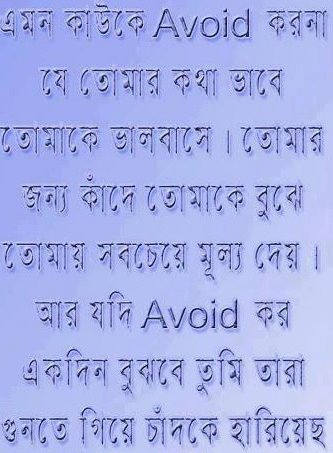 এমন কাউকে Avoid করনা
যে তোমার কথা ভাবে
তোমাকে ভালবাসে । তোমার
জন্য কাঁদে তোমাকে বুঝে
তোমায় সবচেয়ে মূল্য দেয় ।
আর যদি Avoid কর
একদিন বুঝবে তুমি তারা
গুনতে গিয়ে চাঁদকে হারিয়েছ